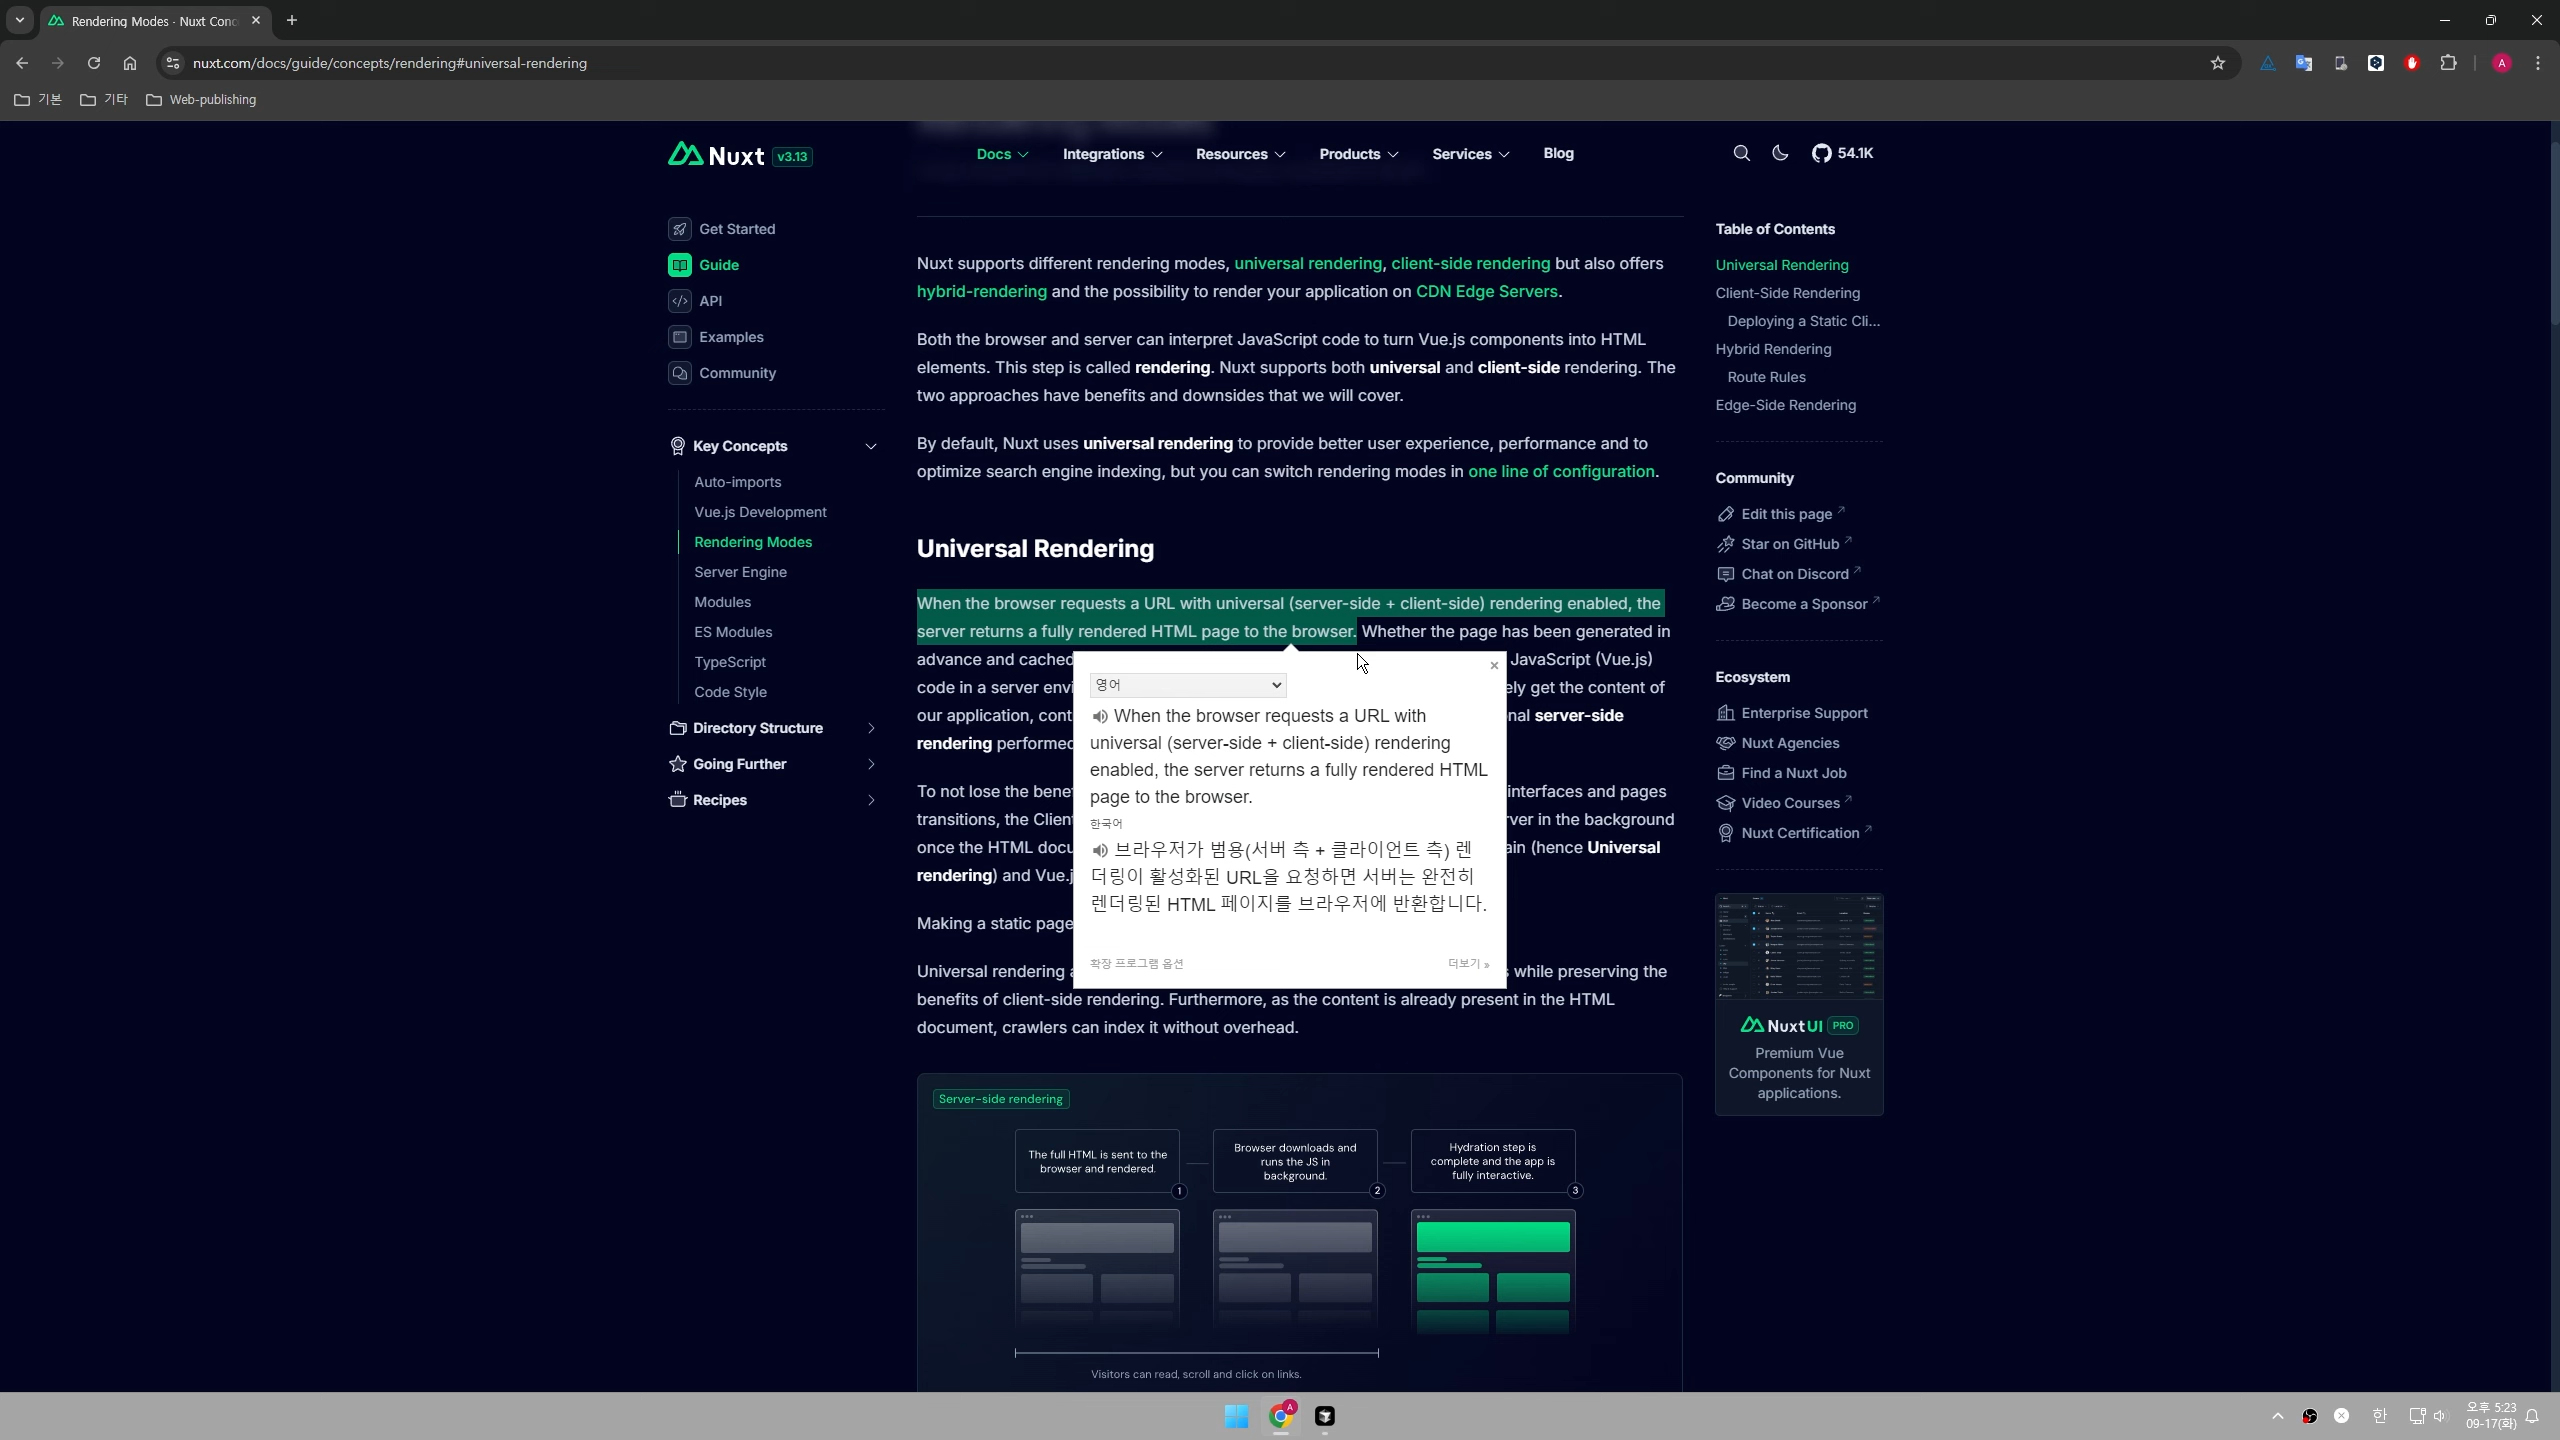 Rendering Modes · Nuxt Conc
nuxt.com/docs/guide/concepts/rendering#universal-rendering
A
기본
기타
Web-publishing
Nuxt v3.13
Docs
Integrations
Resources
Products
Services
Blog
54.1K
Get Started
Guide
API
Examples
Community
Key Concepts
Auto-imports
Vue.js Development
Rendering Modes
Server Engine
Modules
ES Modules
TypeScript
Code Style
Directory Structure
Going Further
Recipes
Nuxt supports different rendering modes, universal rendering, client-side rendering but also offers
hybrid-rendering and the possibility to render your application on CDN Edge Servers.
Both the browser and server can interpret JavaScript code to turn Vue.js components into HTML
elements. This step is called rendering. Nuxt supports both universal and client-side rendering. The
two approaches have benefits and downsides that we will cover.
By default, Nuxt uses universal rendering to provide better user experience, performance and to
optimize search engine indexing, but you can switch rendering modes in one line of configuration.
Universal Rendering
When the browser requests a URL with universal (server-side + client-side) rendering enabled, the
server returns a fully rendered HTML page to the browser. Whether the page has been generated in
advance and cached JavaScript (Vue.js)
code in a server envi ely get the content of
our application, cont nal server-side
rendering performed
To not lose the bene interfaces and pages
transitions, the Clien rver in the background
once the HTML docu ain (hence Universal
rendering) and Vue.j
Making a static page
Universal rendering a s while preserving the
benefits of client-side rendering. Furthermore, as the content is already present in the HTML
document, crawlers can index it without overhead.
영어
When the browser requests a URL with
universal (server-side + client-side) rendering
enabled, the server returns a fully rendered HTML
page to the browser.
한국어
브라우저가 범용(서버 측 + 클라이언트 측) 렌
더링이 활성화된 URL을 요청하면 서버는 완전히
렌더링된 HTML 페이지를 브라우저에 반환합니다.
확장 프로그램 옵션
더보기 »
Server-side rendering
The full HTML is sent to the
browser and rendered.
1
Browser downloads and
runs the JS in
background.
2
Hydration step is
complete and the app is
fully interactive.
3
Visitors can read, scroll and click on links.
Table of Contents
Universal Rendering
Client-Side Rendering
Deploying a Static Cli...
Hybrid Rendering
Route Rules
Edge-Side Rendering
Community
Edit this page
Star on GitHub
Chat on Discord
Become a Sponsor
Ecosystem
Enterprise Support
Nuxt Agencies
Find a Nuxt Job
Video Courses
Nuxt Certification
NuxtUI PRO
Premium Vue
Components for Nuxt
applications.
A
한
오후 5:23
09-17(화)